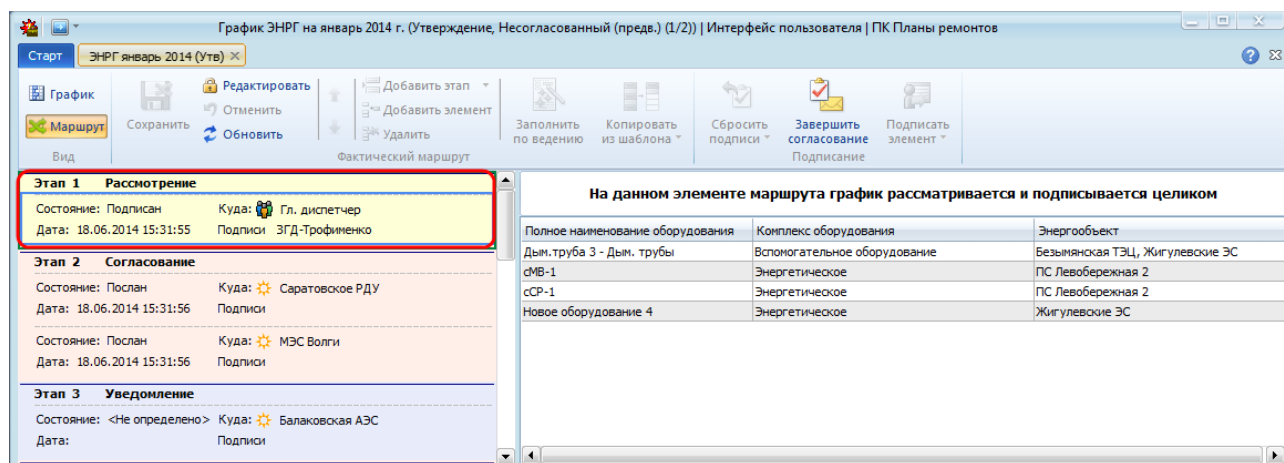 График ЭНРГ на январь 2014 г. (Утверждение, Несогласованный (предв.) (1/2)) | Интерфейс пользователя | ПК Планы ремонтов
Старт ЭНРГ январь 2014 (Утв)
График
Маршрут
Вид
Сохранить
Редактировать
Отменить
Обновить
Добавить этап
Добавить элемент
Удалить
Фактический маршрут
Заполнить
по ведению
Копировать
из шаблона
Сбросить
подписи
Завершить
согласование
Подписать
элемент
Подписание
Этап 1 Рассмотрение
Состояние: Подписан Куда: Гл. диспетчер
Дата: 18.06.2014 15:31:55 Подписи ЗГД-Трофименко
Этап 2 Согласование
Состояние: Послан Куда: Саратовское РДУ
Дата: 18.06.2014 15:31:56 Подписи
Состояние: Послан Куда: МЭС Волги
Дата: 18.06.2014 15:31:56 Подписи
Этап 3 Уведомление
Состояние: <Не определено> Куда: Балаковская АЭС
Дата: Подписи
На данном элементе маршрута график рассматривается и подписывается целиком
Полное наименование оборудования Комплекс оборудования Энергообъект
Дым.труба 3 - Дым. трубы Вспомогательное оборудование Безымянская ТЭЦ, Жигулевские ЭС
сМВ-1 Энергетическое ПС Левобережная 2
сСР-1 Энергетическое ПС Левобережная 2
Новое оборудование 4 Энергетическое Жигулевские ЭС